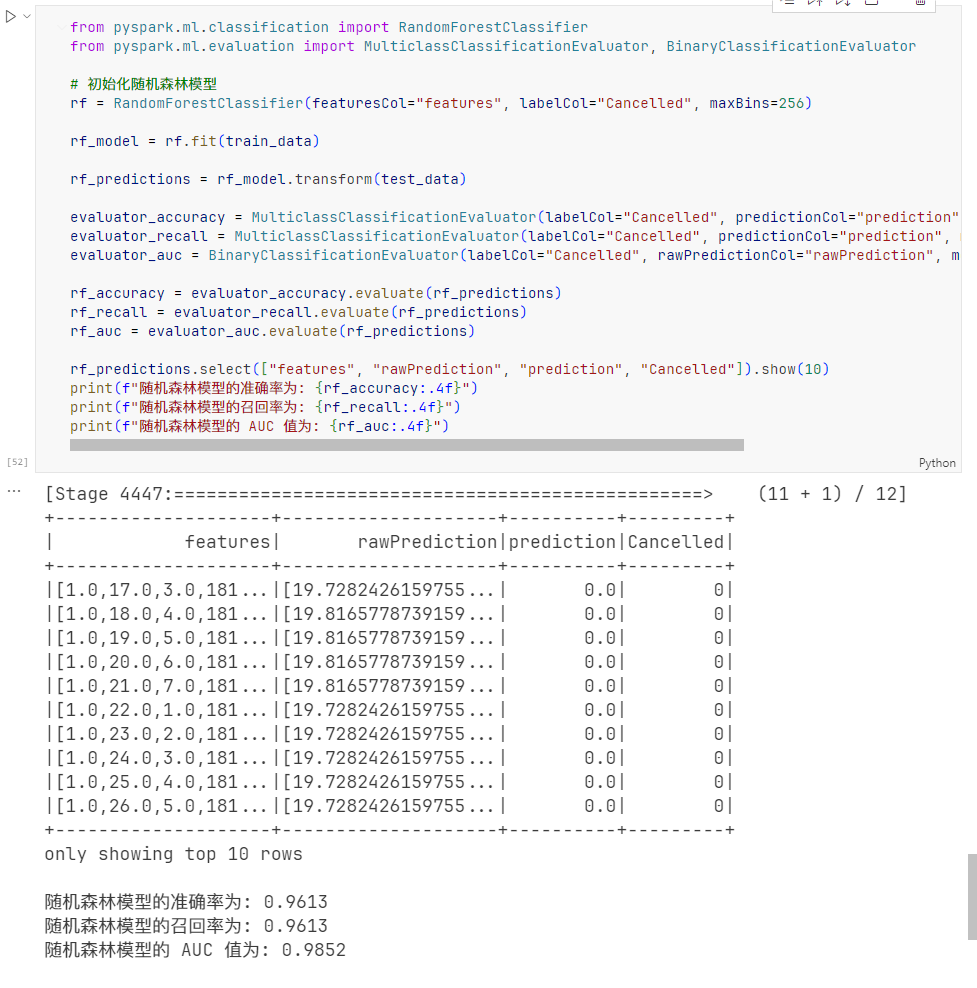 from pyspark.ml.classification import RandomForestClassifier
from pyspark.ml.evaluation import MulticlassClassificationEvaluator, BinaryClassificationEvaluator
# 初始化随机森林模型
rf = RandomForestClassifier(featuresCol="features", labelCol="Cancelled", maxBins=256)
rf_model = rf.fit(train_data)
rf_predictions = rf_model.transform(test_data)
evaluator_accuracy = MulticlassClassificationEvaluator(labelCol="Cancelled", predictionCol="prediction"
evaluator_recall = MulticlassClassificationEvaluator(labelCol="Cancelled", predictionCol="prediction",
evaluator_auc = BinaryClassificationEvaluator(labelCol="Cancelled", rawPredictionCol="rawPrediction", m
rf_accuracy = evaluator_accuracy.evaluate(rf_predictions)
rf_recall = evaluator_recall.evaluate(rf_predictions)
rf_auc = evaluator_auc.evaluate(rf_predictions)
rf_predictions.select(["features", "rawPrediction", "prediction", "Cancelled"]).show(10)
print(f"随机森林模型的准确率为: {rf_accuracy:.4f}")
print(f"随机森林模型的召回率为: {rf_recall:.4f}")
print(f"随机森林模型的 AUC 值为: {rf_auc:.4f}")
[52]
Python
[Stage 4447:=================================================>    (11 + 1) / 12]
+--------------------+--------------------+----------+---------+
|            features|       rawPrediction|prediction|Cancelled|
+--------------------+--------------------+----------+---------+
|[1.0,17.0,3.0,181...|[19.7282426159755...|       0.0|        0|
|[1.0,18.0,4.0,181...|[19.8165778739159...|       0.0|        0|
|[1.0,19.0,5.0,181...|[19.8165778739159...|       0.0|        0|
|[1.0,20.0,6.0,181...|[19.8165778739159...|       0.0|        0|
|[1.0,21.0,7.0,181...|[19.8165778739159...|       0.0|        0|
|[1.0,22.0,1.0,181...|[19.7282426159755...|       0.0|        0|
|[1.0,23.0,2.0,181...|[19.7282426159755...|       0.0|        0|
|[1.0,24.0,3.0,181...|[19.7282426159755...|       0.0|        0|
|[1.0,25.0,4.0,181...|[19.7282426159755...|       0.0|        0|
|[1.0,26.0,5.0,181...|[19.7282426159755...|       0.0|        0|
+--------------------+--------------------+----------+---------+
only showing top 10 rows
随机森林模型的准确率为: 0.9613
随机森林模型的召回率为: 0.9613
随机森林模型的 AUC 值为: 0.9852